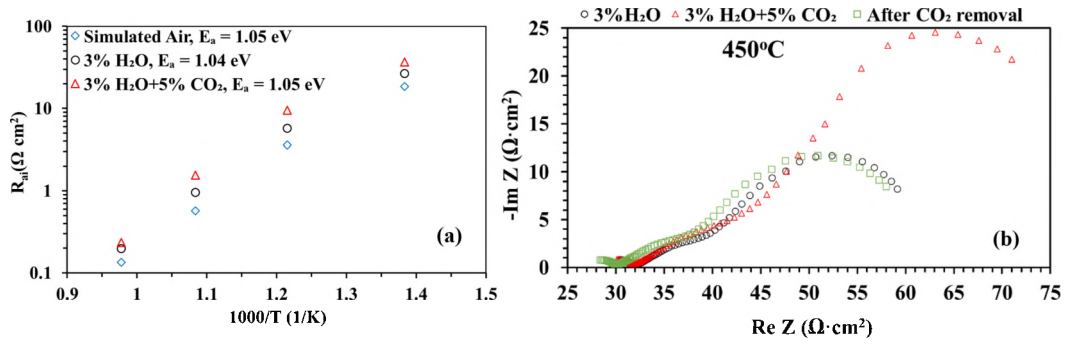 (a)
100
10
1
0.1
R_ai(Ω cm²)
Simulated Air, Eₐ = 1.05 eV
3% H₂O, Eₐ = 1.04 eV
3% H₂O+5% CO₂, Eₐ = 1.05 eV
0.9 1 1.1 1.2 1.3 1.4 1.5
1000/T (1/K)
(b)
3%H₂O 3% H₂O+5% CO₂ After CO₂ removal
450°C
25
20
15
10
5
0
-Im Z (Ω·cm²)
25 30 35 40 45 50 55 60 65 70 75
Re Z (Ω·cm²)